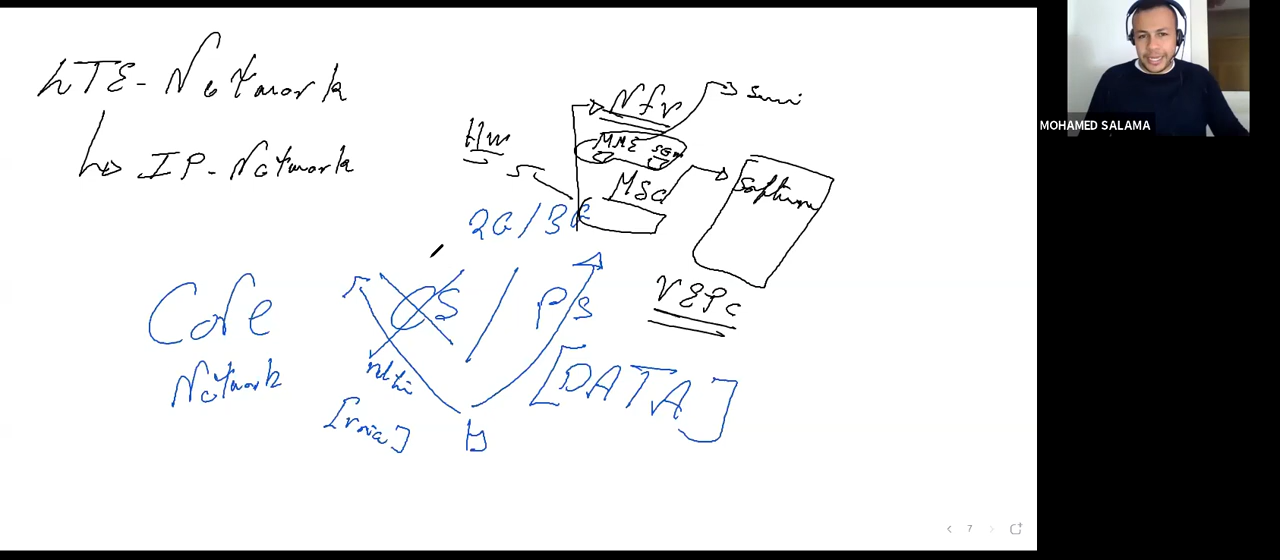 LTE-Network
IP-Network
Hw
Nfv
MME SGw
MSC
Software
2G/3G
VEPC
Core
Network
CS / PS
[DATA]
MOHAMED SALAMA
7